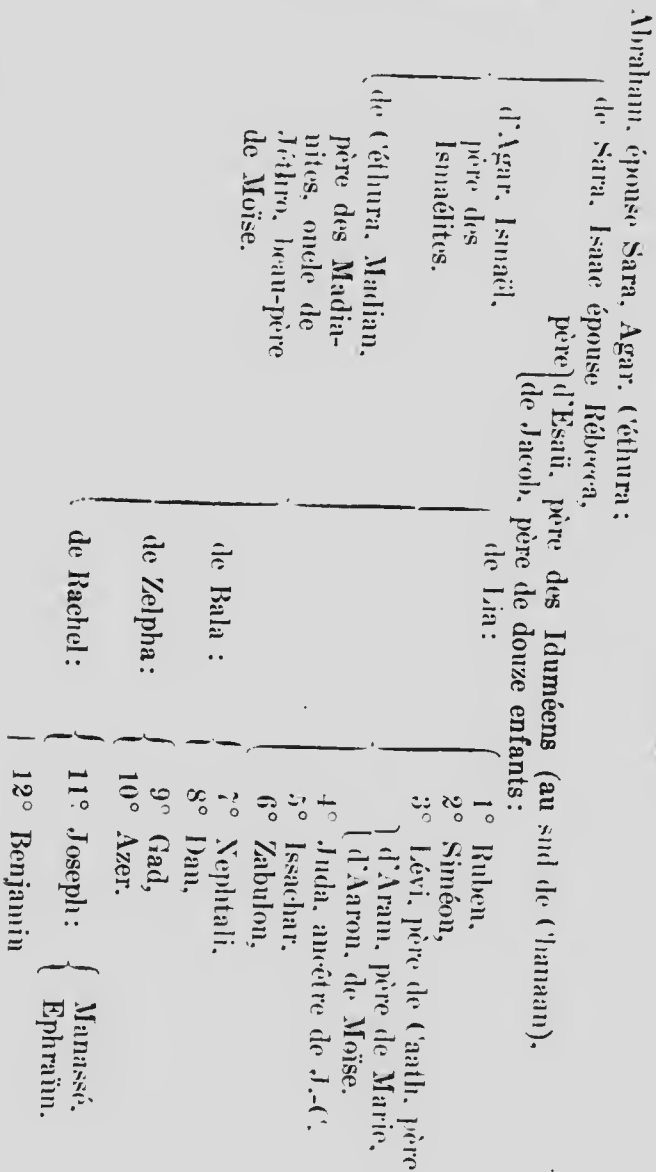 Abraham, épouse Sara, Agar, Céthura :
de Sara, Isaac épouse Rébecca,
père d'Esaü, père des Iduméens (au sud de Chanaan),
de Jacob, père de douze enfants :
d'Agar, Ismaël,
père des
Ismaélites.
de Céthura, Madian,
père des Madia-
nites, oncle de
Jéthro, beau-père
de Moïse.
de Lia :
1° Ruben,
2° Siméon,
3° Lévi, père de Caath, père
d'Aram, père de Marie,
d'Aaron, de Moïse.
4° Juda, ancêtre de J.-C.
5° Issachar,
6° Zabulon,
de Bala :
7° Nephtali,
8° Dan,
de Zelpha :
9° Gad,
10° Azer.
de Rachel :
11° Joseph : Manassé.
Ephraïm.
12° Benjamin